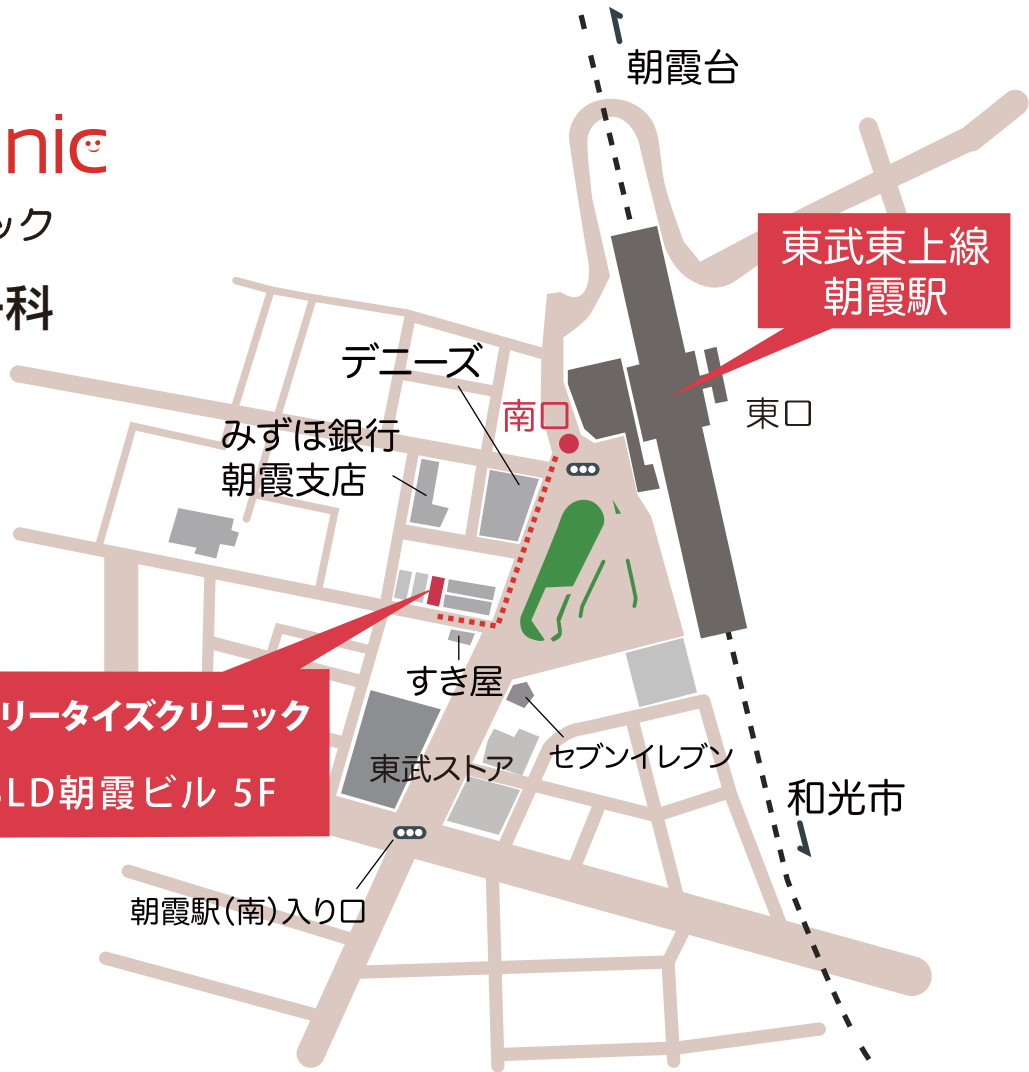 朝霞台
nic
ック
科
東武東上線
朝霞駅
デニーズ
南口
東口
みずほ銀行
朝霞支店
すき屋
リータイズクリニック
セブンイレブン
東武ストア
LD朝霞ビル 5F
和光市
朝霞駅(南)入り口